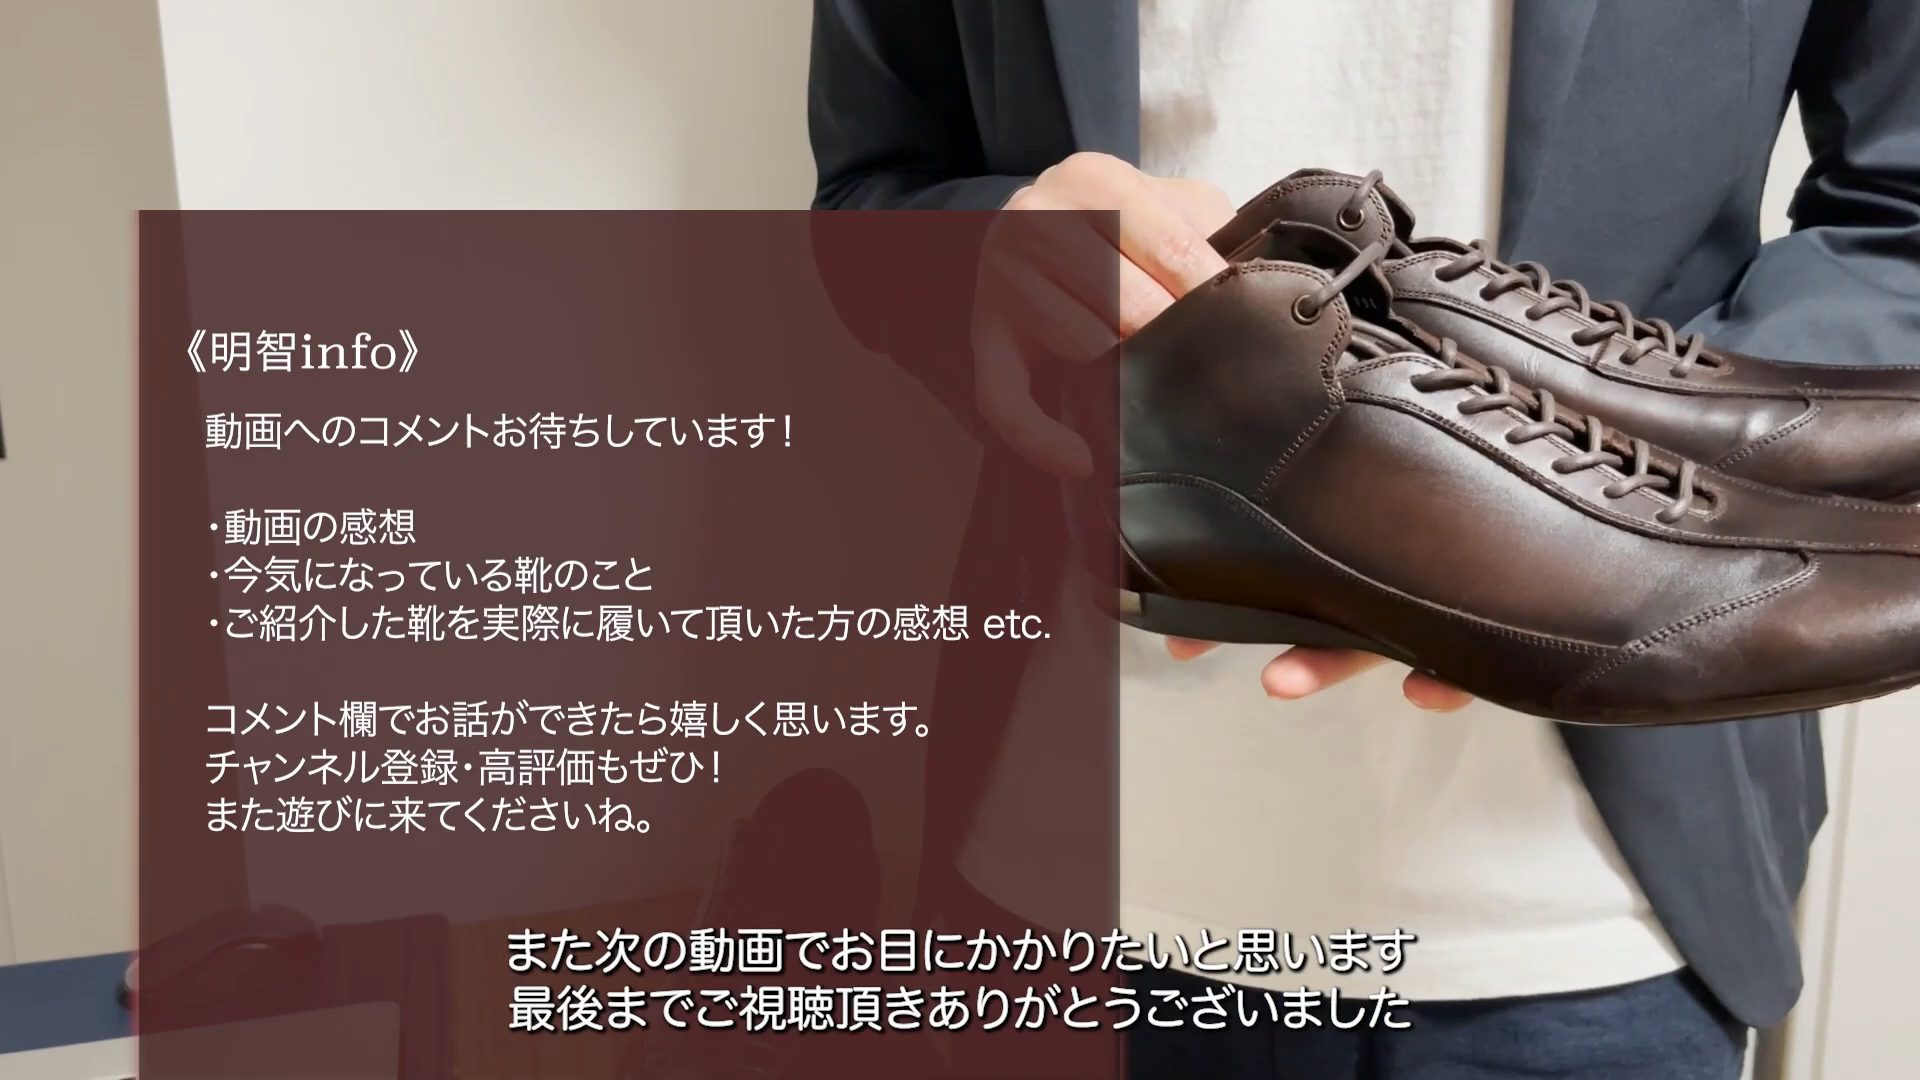 《明智info》
動画へのコメントお待ちしています！
・動画の感想
・今気になっている靴のこと
・ご紹介した靴を実際に履いて頂いた方の感想 etc.
コメント欄でお話ができたら嬉しく思います。
チャンネル登録・高評価もぜひ！
また遊びに来てくださいね。
また次の動画でお目にかかりたいと思います
最後までご視聴頂きありがとうございました